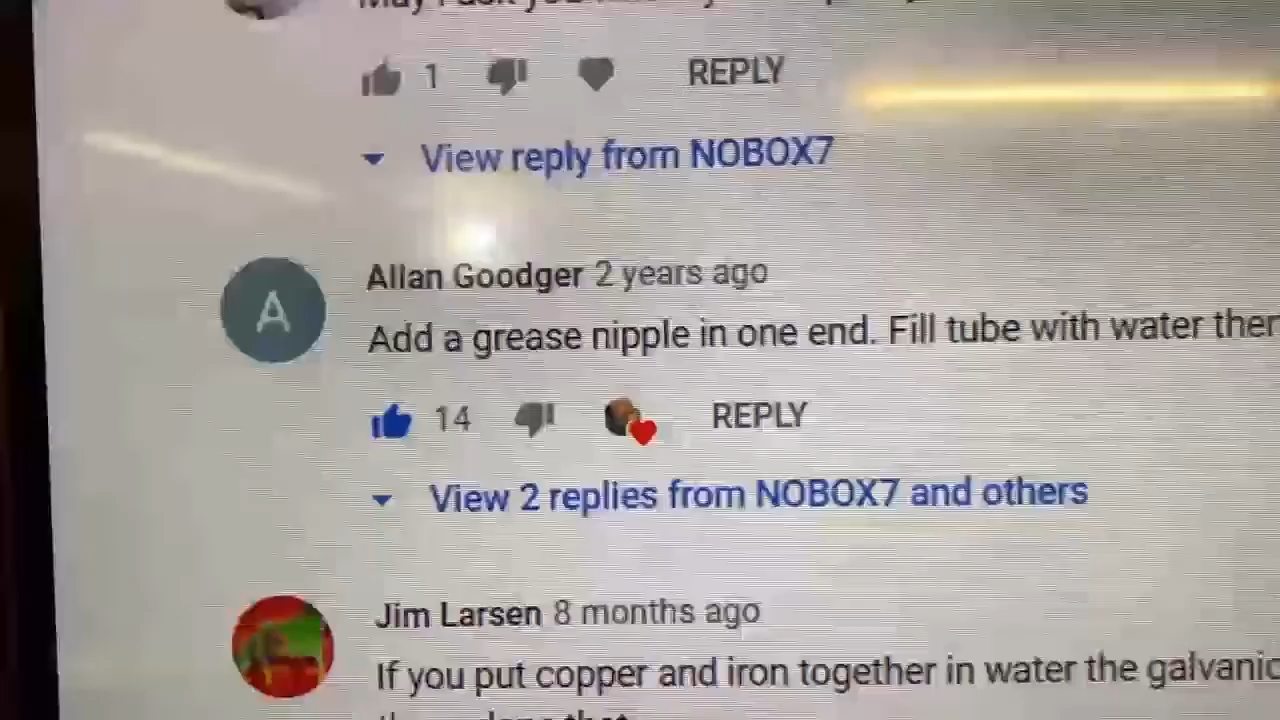 1 REPLY
View reply from NOBOX7
A
Allan Goodger 2 years ago
Add a grease nipple in one end. Fill tube with water then
14 REPLY
View 2 replies from NOBOX7 and others
Jim Larsen 8 months ago
If you put copper and iron together in water the galvanic